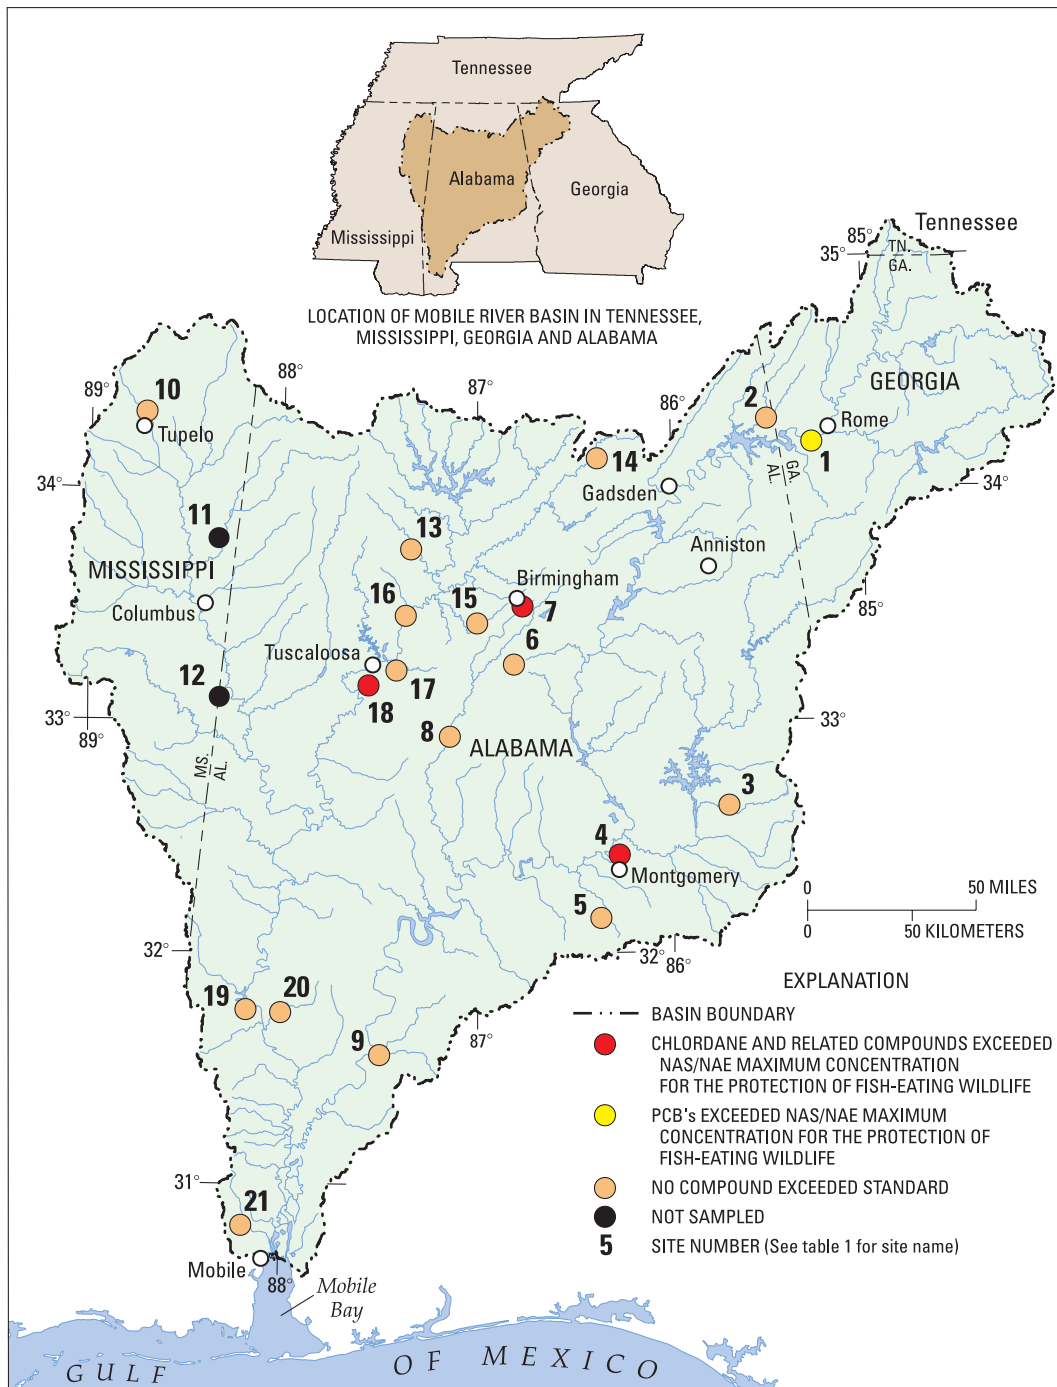 Tennessee
Alabama
Georgia
Mississippi
LOCATION OF MOBILE RIVER BASIN IN TENNESSEE,
MISSISSIPPI, GEORGIA AND ALABAMA
85°
Tennessee
35°
TN.
GA.
GEORGIA
89°
10
88°
87°
86°
2
Rome
Tupelo
1
14
34°
Gadsden
GA.
AL.
34°
11
13
Anniston
MISSISSIPPI
Birmingham
Columbus
16
15
7
85°
6
Tuscaloosa
12
17
18
33°
89°
8
ALABAMA
33°
MS.
AL.
3
4
Montgomery
5
0
50 MILES
0
50 KILOMETERS
32°
32°
86°
19
20
87°
9
EXPLANATION
BASIN BOUNDARY
CHLORDANE AND RELATED COMPOUNDS EXCEEDED
NAS/NAE MAXIMUM CONCENTRATION
FOR THE PROTECTION OF FISH-EATING WILDLIFE
PCB's EXCEEDED NAS/NAE MAXIMUM
CONCENTRATION FOR THE PROTECTION OF
FISH-EATING WILDLIFE
NO COMPOUND EXCEEDED STANDARD
NOT SAMPLED
5 SITE NUMBER (See table 1 for site name)
31°
21
Mobile
88°
Mobile
Bay
GULF OF MEXICO